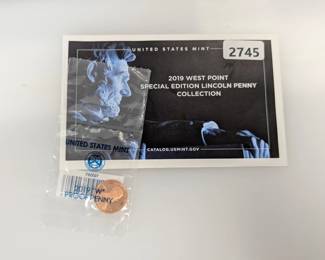 UNITED STATES MINT
2745
2019 WEST POINT
SPECIAL EDITION LINCOLN PENNY
COLLECTION
CATALOG.USMINT.GOV
UNITED STATES MINT
2019 "W"
PROOF PENNY